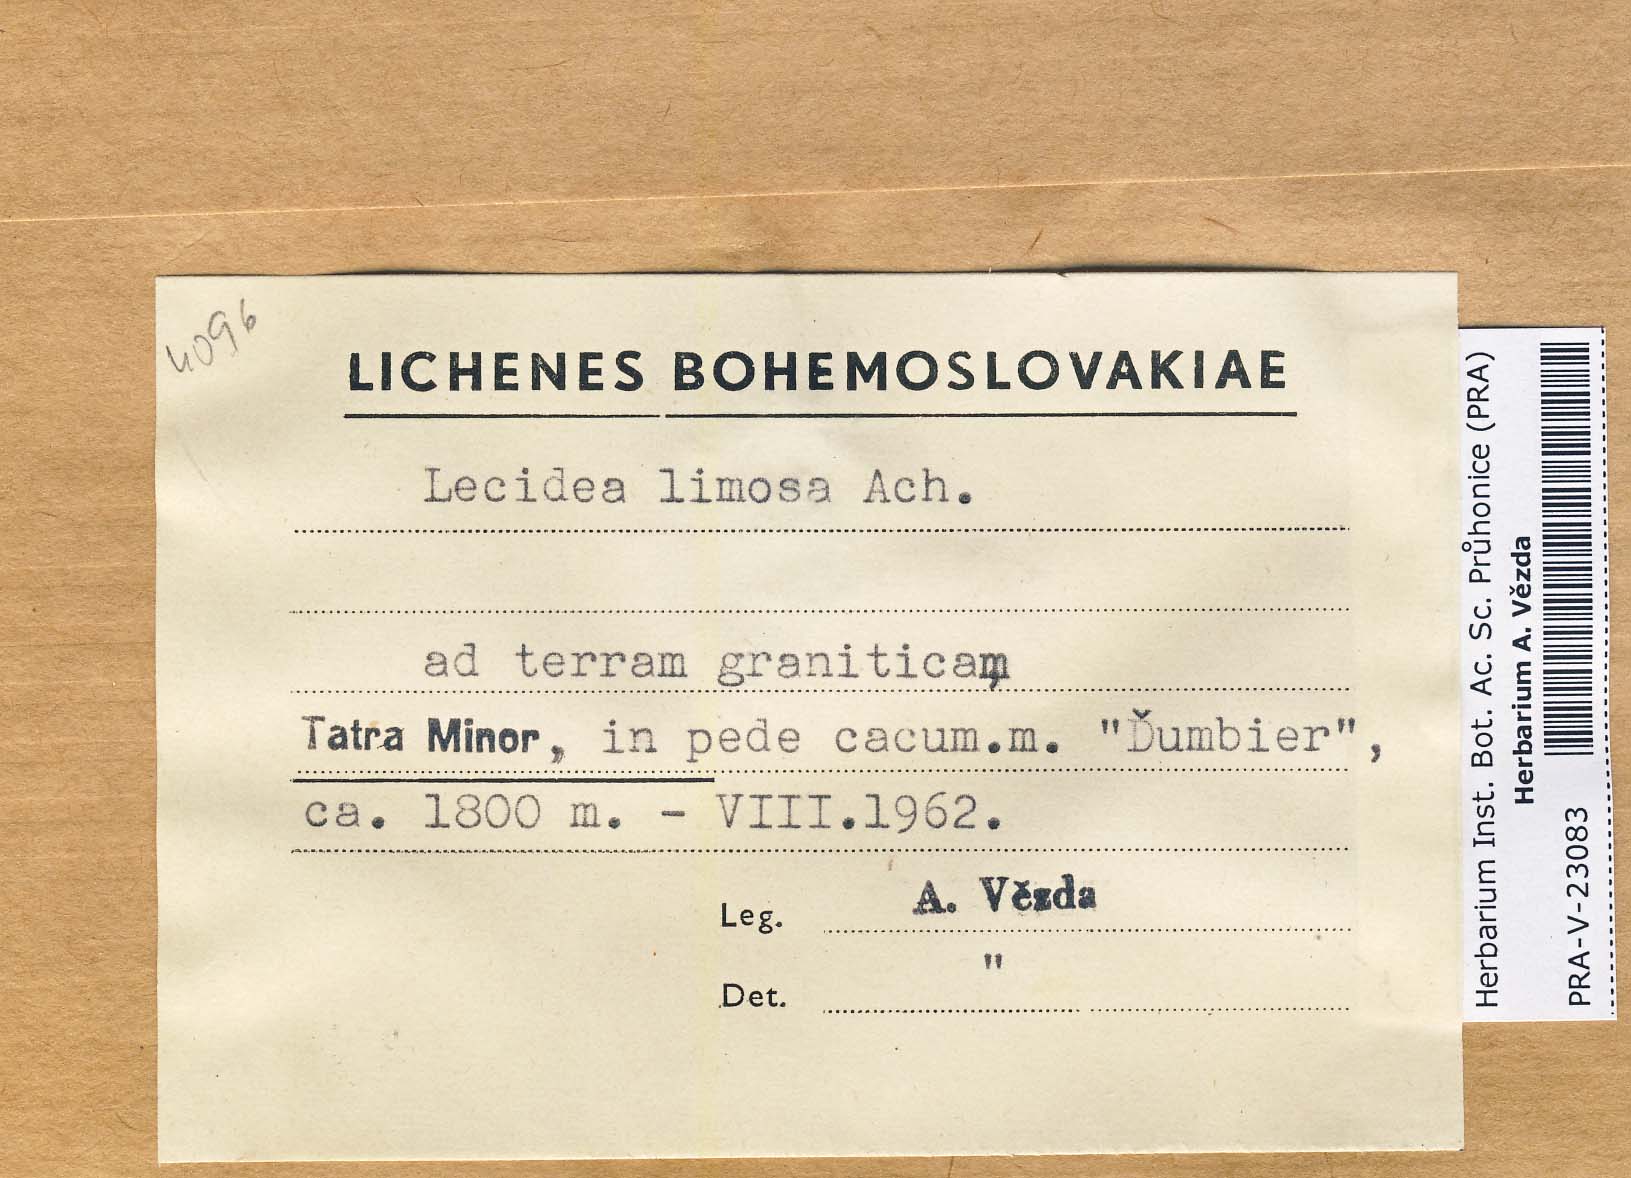 4096
LICHENES BOHEMOSLOVAKIAE
Lecidea limosa Ach.
ad terram graniticam,
Tatra Minor, in pede cacum.m. "Ďumbier",
ca. 1800 m. - VIII.1962.
Leg. A. Vězda
Det. "
Herbarium Inst. Bot. Ac. Sc. Průhonice (PRA)
Herbarium A. Vězda
PRA-V-23083